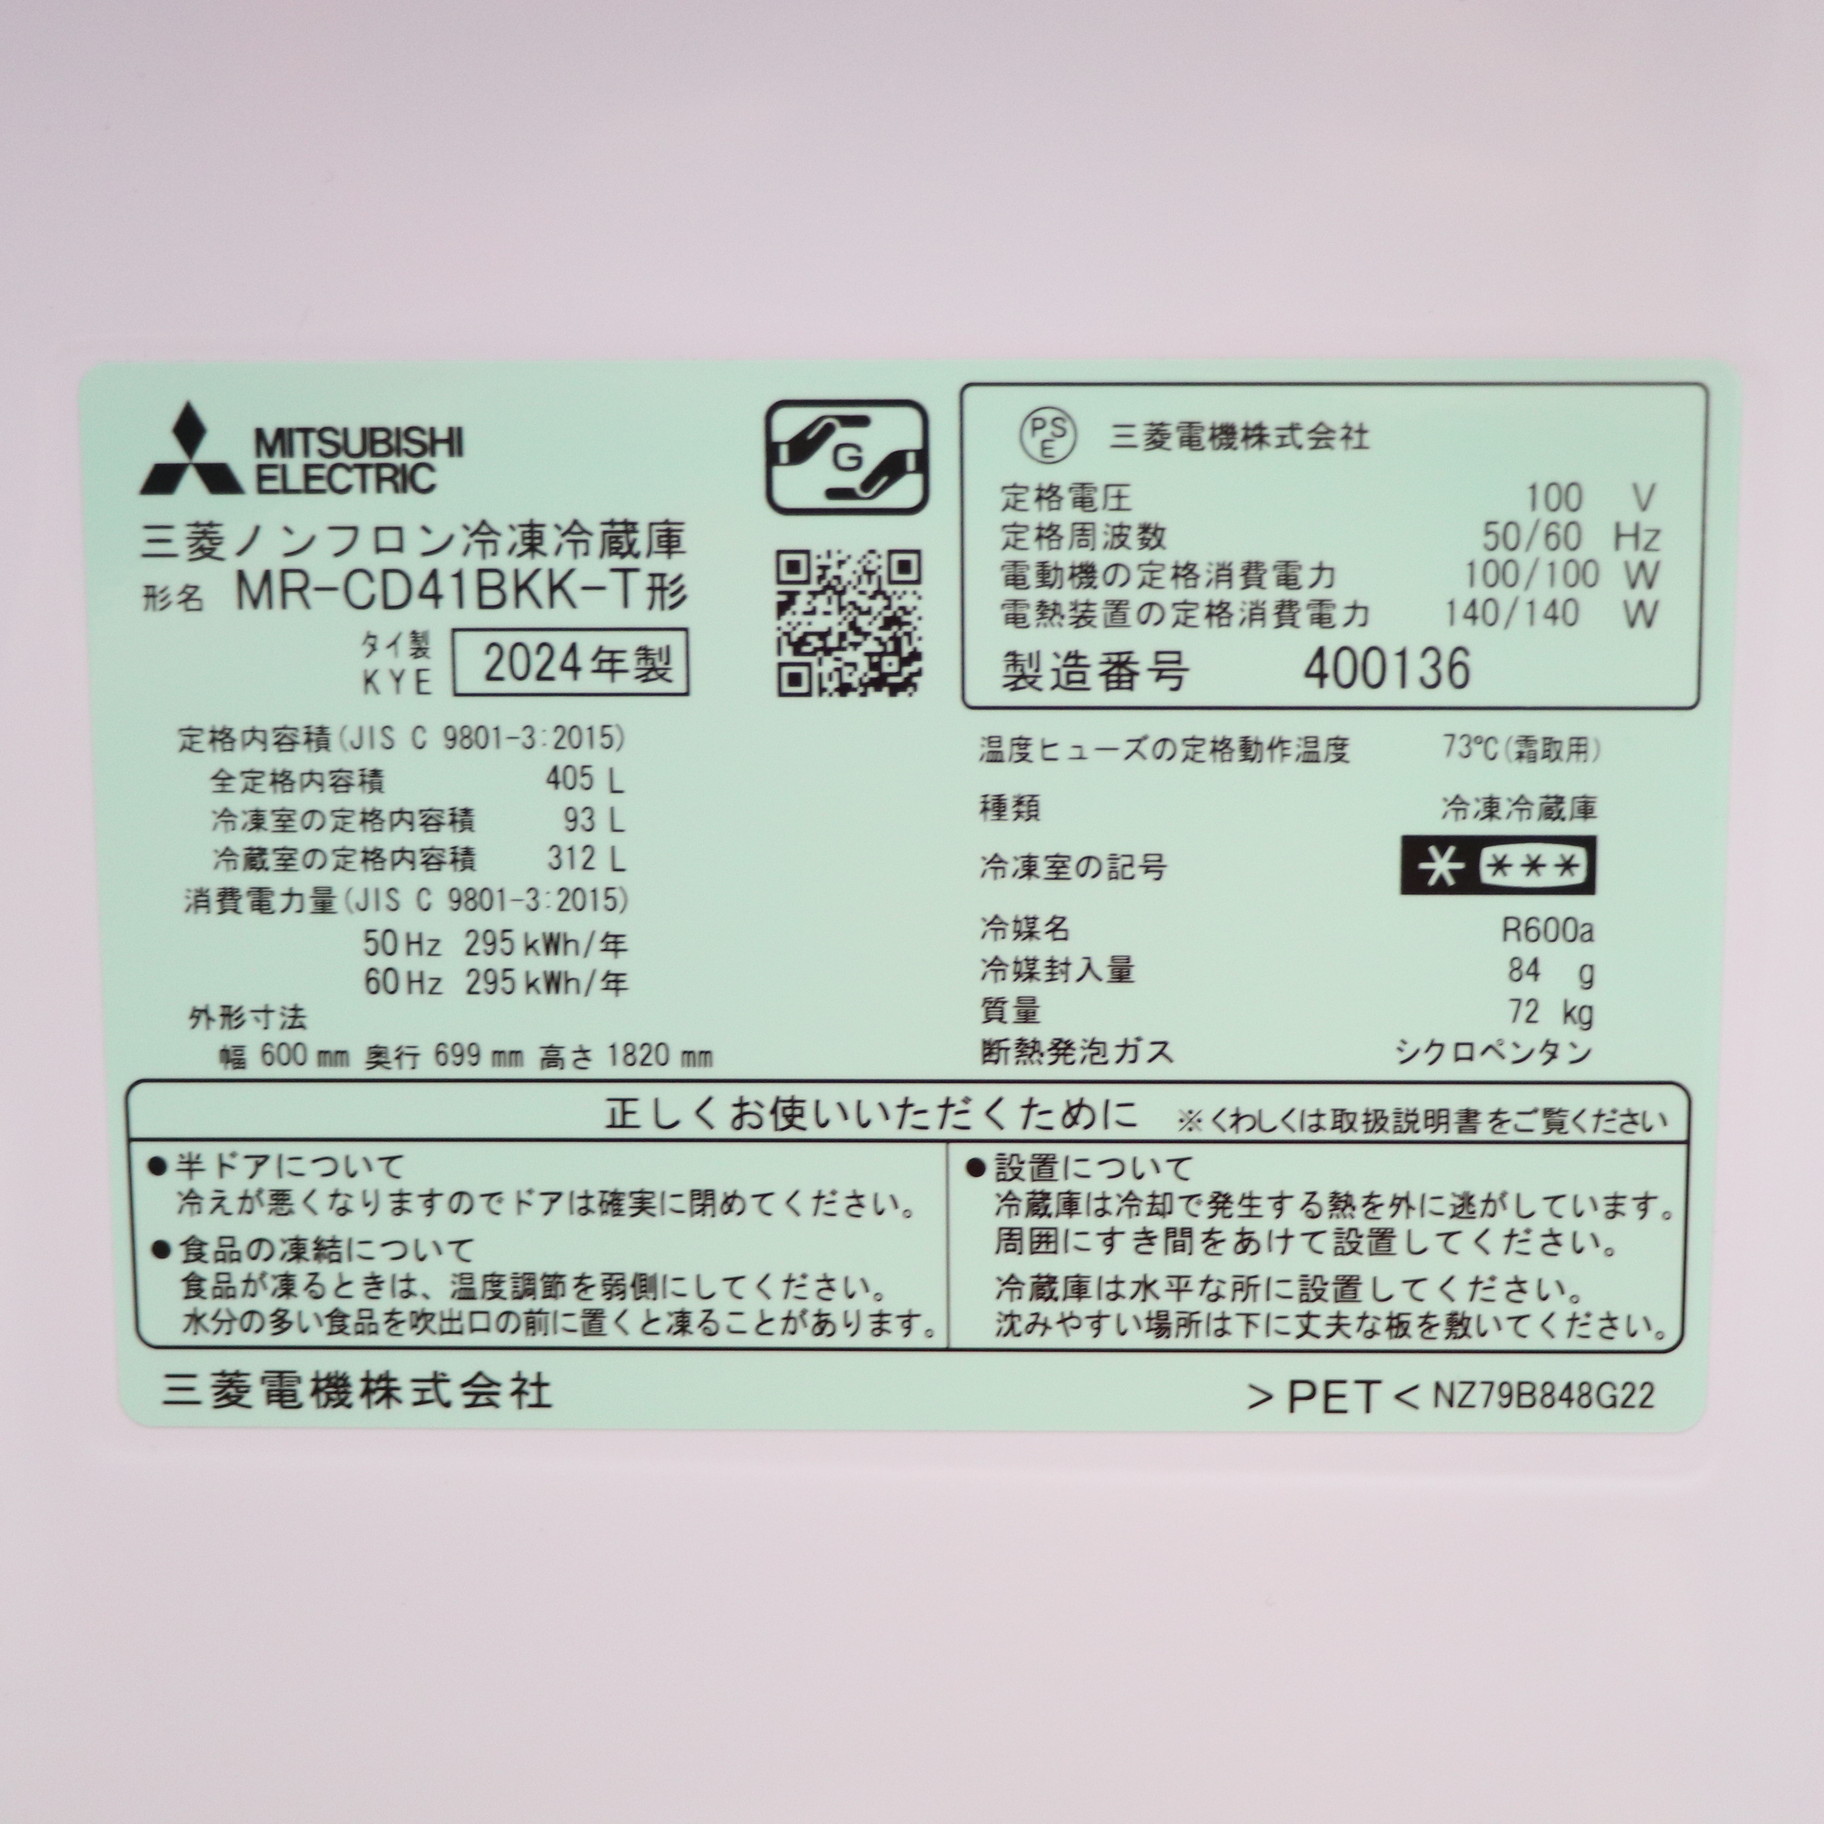 MITSUBISHI
ELECTRIC
三菱ノンフロン冷凍冷蔵庫
形名 MR-CD41BKK-T形
タイ製
KYE
2024年製
G
定格内容積(JIS C 9801-3:2015)
全定格内容積 405 L
冷凍室の定格内容積 93 L
冷蔵室の定格内容積 312 L
消費電力量(JIS C 9801-3:2015)
50Hz 295kWh/年
60Hz 295kWh/年
外形寸法
幅 600mm 奥行 699mm 高さ 1820mm
PSE 三菱電機株式会社
定格電圧 100 V
定格周波数 50/60 Hz
電動機の定格消費電力 100/100 W
電熱装置の定格消費電力 140/140 W
製造番号 400136
温度ヒューズの定格動作温度 73℃(霜取用)
種類 冷凍冷蔵庫
冷凍室の記号 * ***
冷媒名 R600a
冷媒封入量 84 g
質量 72 kg
断熱発泡ガス シクロペンタン
正しくお使いいただくために ※くわしくは取扱説明書をご覧ください
●半ドアについて
冷えが悪くなりますのでドアは確実に閉めてください。
●食品の凍結について
食品が凍るときは、温度調節を弱側にしてください。
水分の多い食品を吹出口の前に置くと凍ることがあります。
●設置について
冷蔵庫は冷却で発生する熱を外に逃がしています。
周囲にすき間をあけて設置してください。
冷蔵庫は水平な所に設置してください。
沈みやすい場所は下に丈夫な板を敷いてください。
三菱電機株式会社
>PET< NZ79B848G22